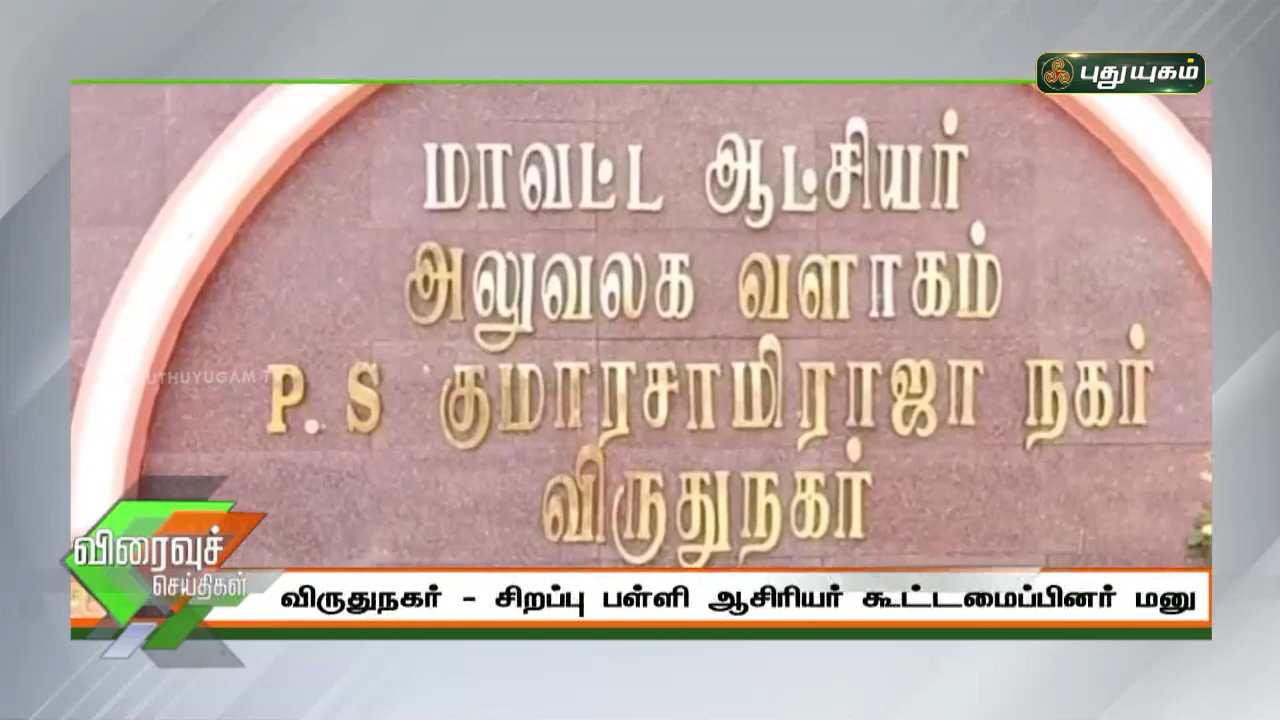 புதுயுகம்
மாவட்ட ஆட்சியர்
அலுவலக வளாகம்
P. S குமாரசாமிராஜா நகர்
விருதுநகர்
விரைவுச்
செய்திகள்
விருதுநகர் - சிறப்பு பள்ளி ஆசிரியர் கூட்டமைப்பினர் மனு